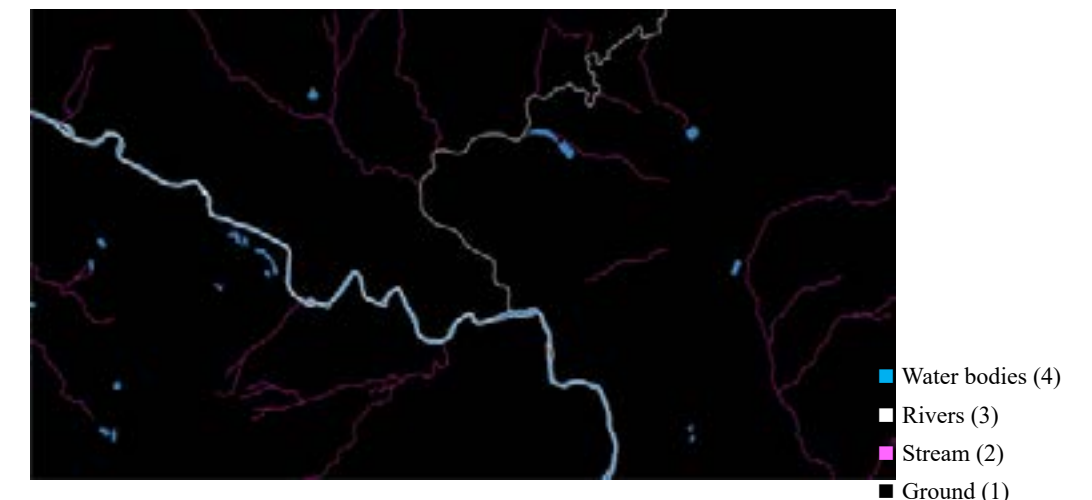 Water bodies (4)
Rivers (3)
Stream (2)
Ground (1)